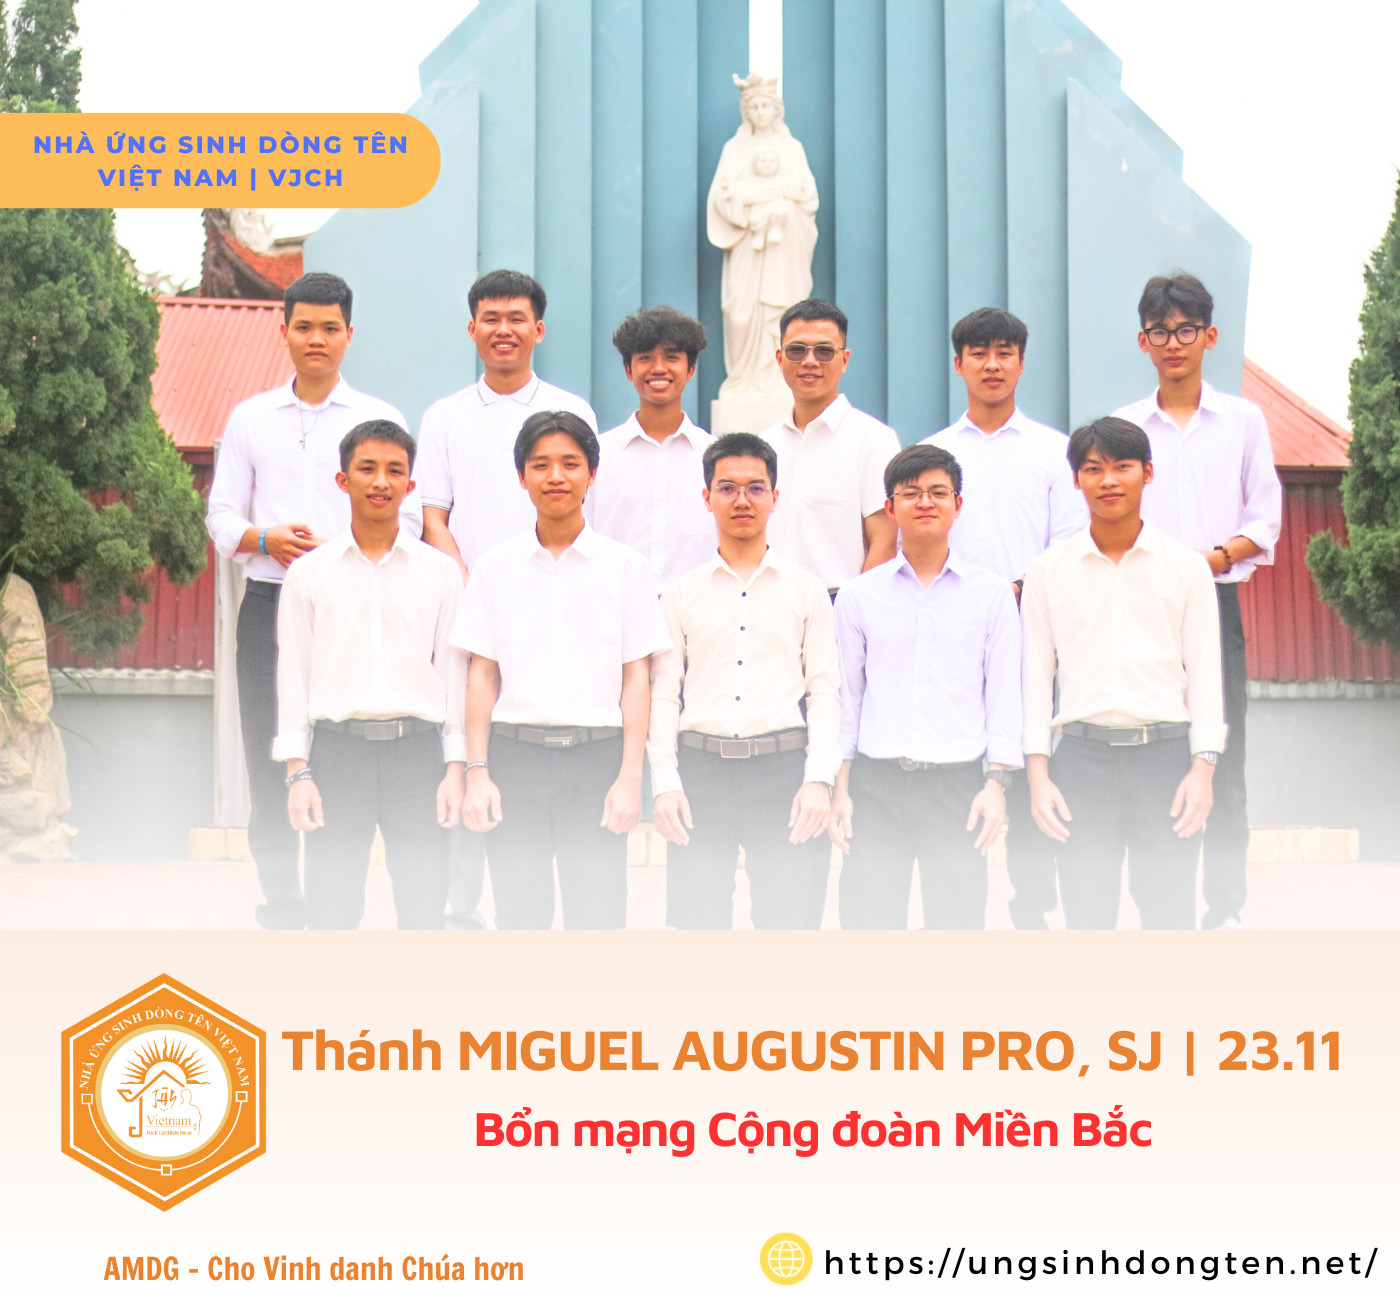 NHÀ ỨNG SINH DÒNG TÊN
VIỆT NAM | VJCH
NHÀ ỨNG SINH DÒNG TÊN VIỆT NAM
Vietnam
Thánh MIGUEL AUGUSTIN PRO, SJ | 23.11
Bổn mạng Cộng đoàn Miền Bắc
AMDG - Cho Vinh danh Chúa hơn
https://ungsinhdongten.net/